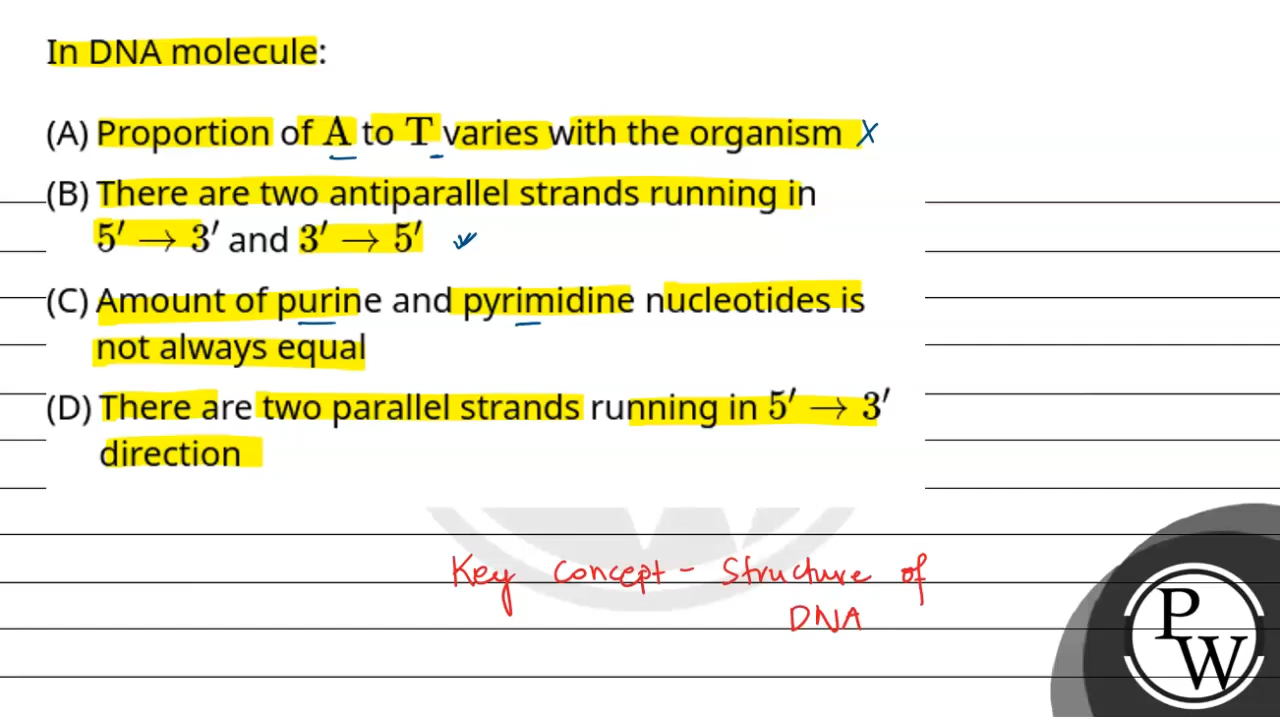 In DNA molecule:
(A) Proportion of A to T varies with the organism X
(B) There are two antiparallel strands running in
5′ → 3′ and 3′ → 5′ ✓
(C) Amount of purine and pyrimidine nucleotides is
not always equal
(D) There are two parallel strands running in 5′ → 3′
direction
Key concept - Structure of
DNA
P
W